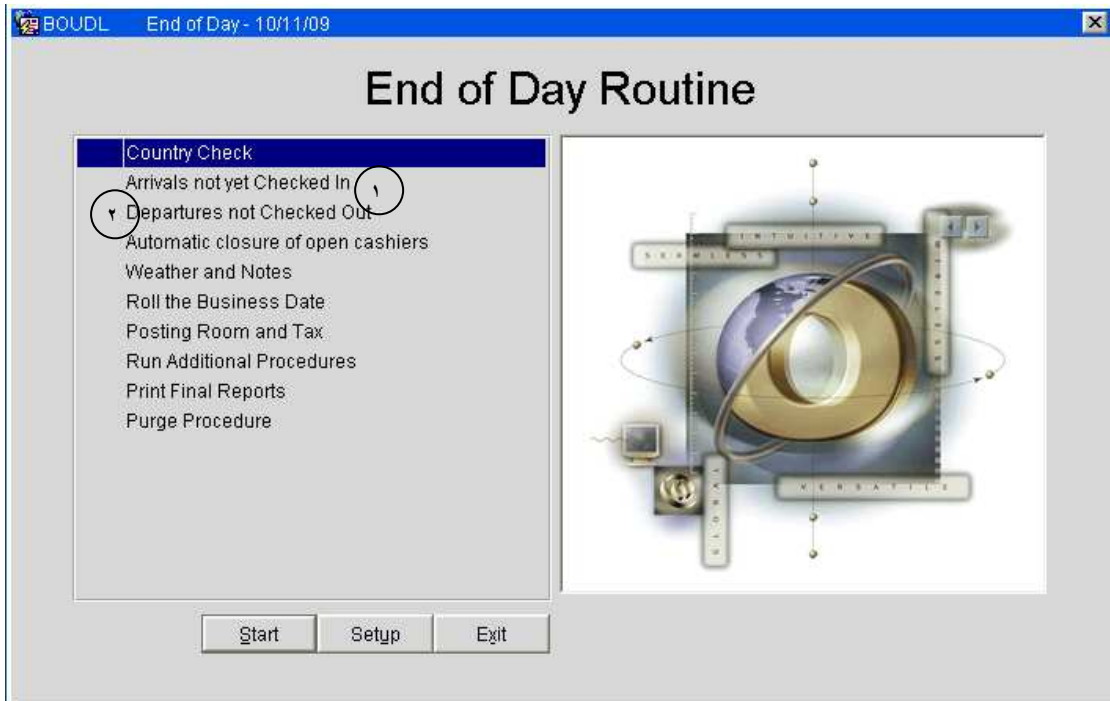 BOUDL End of Day - 10/11/09
End of Day Routine
Country Check
Arrivals not yet Checked In ١
٢ Departures not Checked Out
Automatic closure of open cashiers
Weather and Notes
Roll the Business Date
Posting Room and Tax
Run Additional Procedures
Print Final Reports
Purge Procedure
INTUITIVE
SEAMLESS
VERSATILE
Start Setup Exit